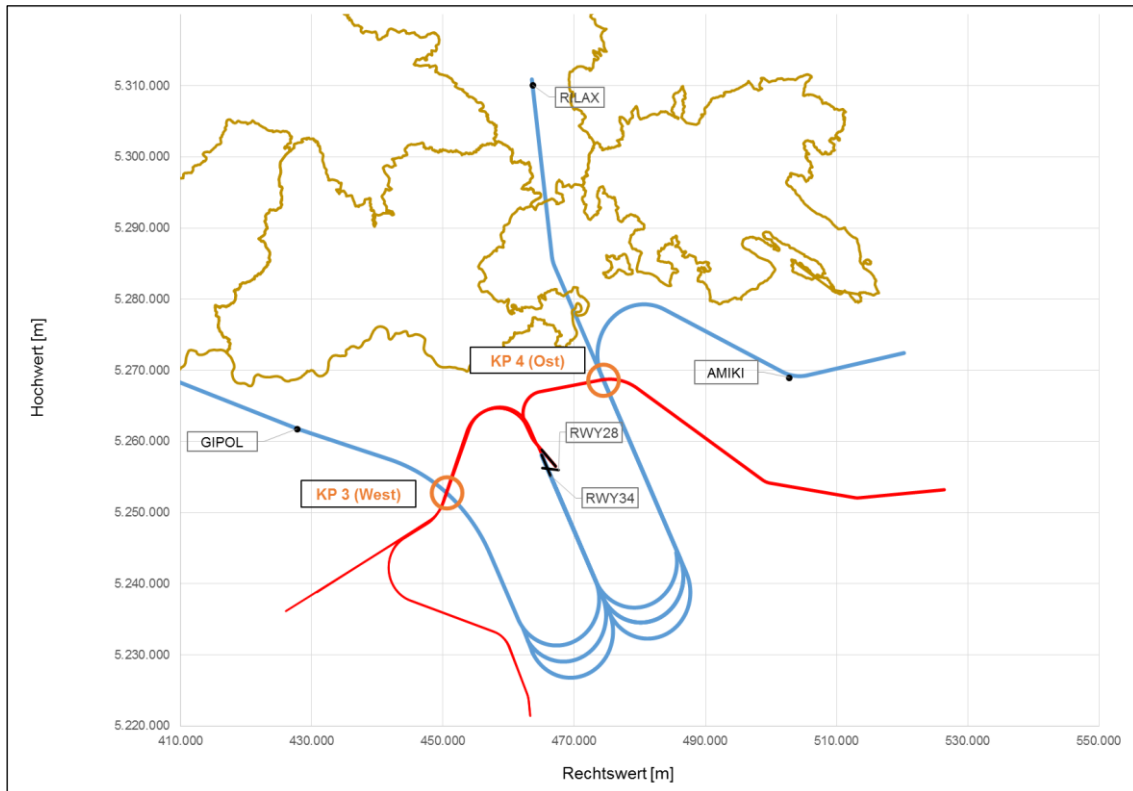 5.310.000
RILAX
5.300.000
5.290.000
5.280.000
5.270.000
KP 4 (Ost)
AMIKI
Hochwert [m]
5.260.000
GIPOL
RWY28
KP 3 (West)
RWY34
5.250.000
5.240.000
5.230.000
5.220.000
410.000
430.000
450.000
470.000
490.000
510.000
530.000
550.000
Rechtswert [m]